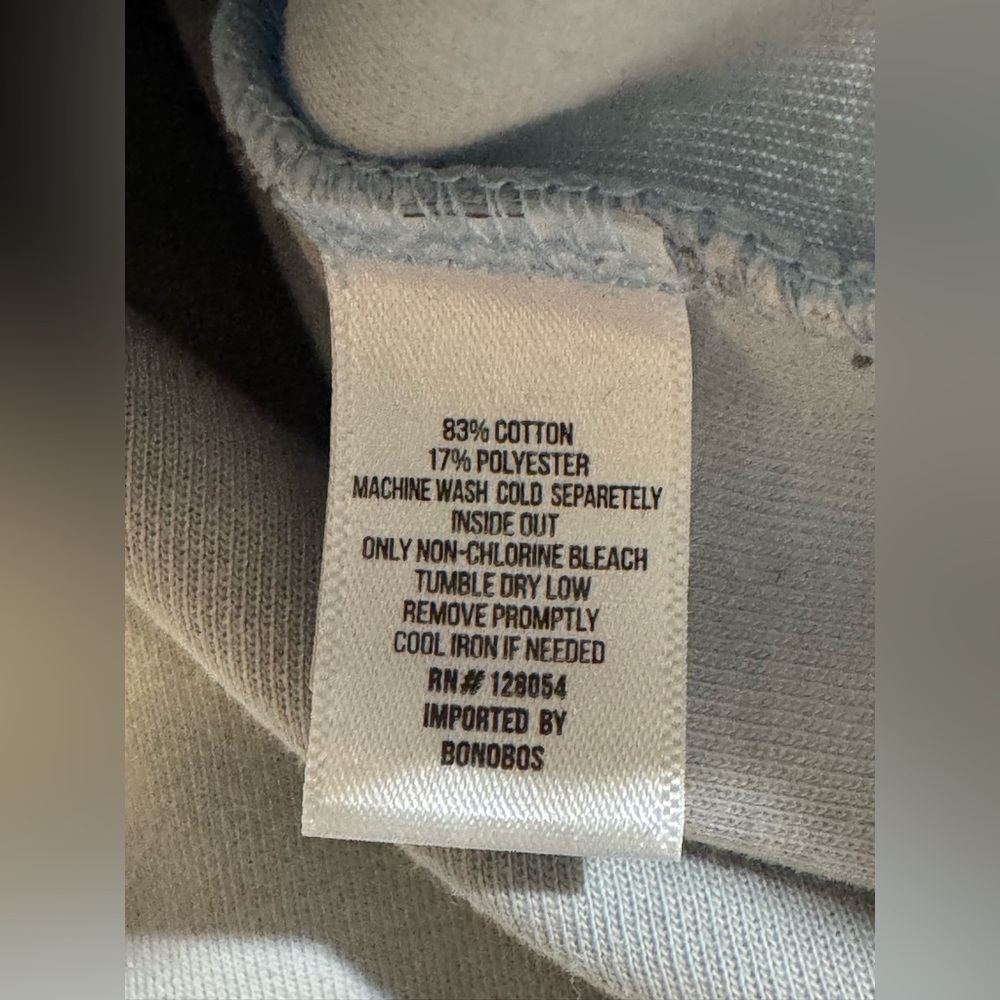 83% COTTON
17% POLYESTER
MACHINE WASH COLD SEPARETELY
INSIDE OUT
ONLY NON-CHLORINE BLEACH
TUMBLE DRY LOW
REMOVE PROMPTLY
COOL IRON IF NEEDED
RN# 128054
IMPORTED BY
BONOBOS